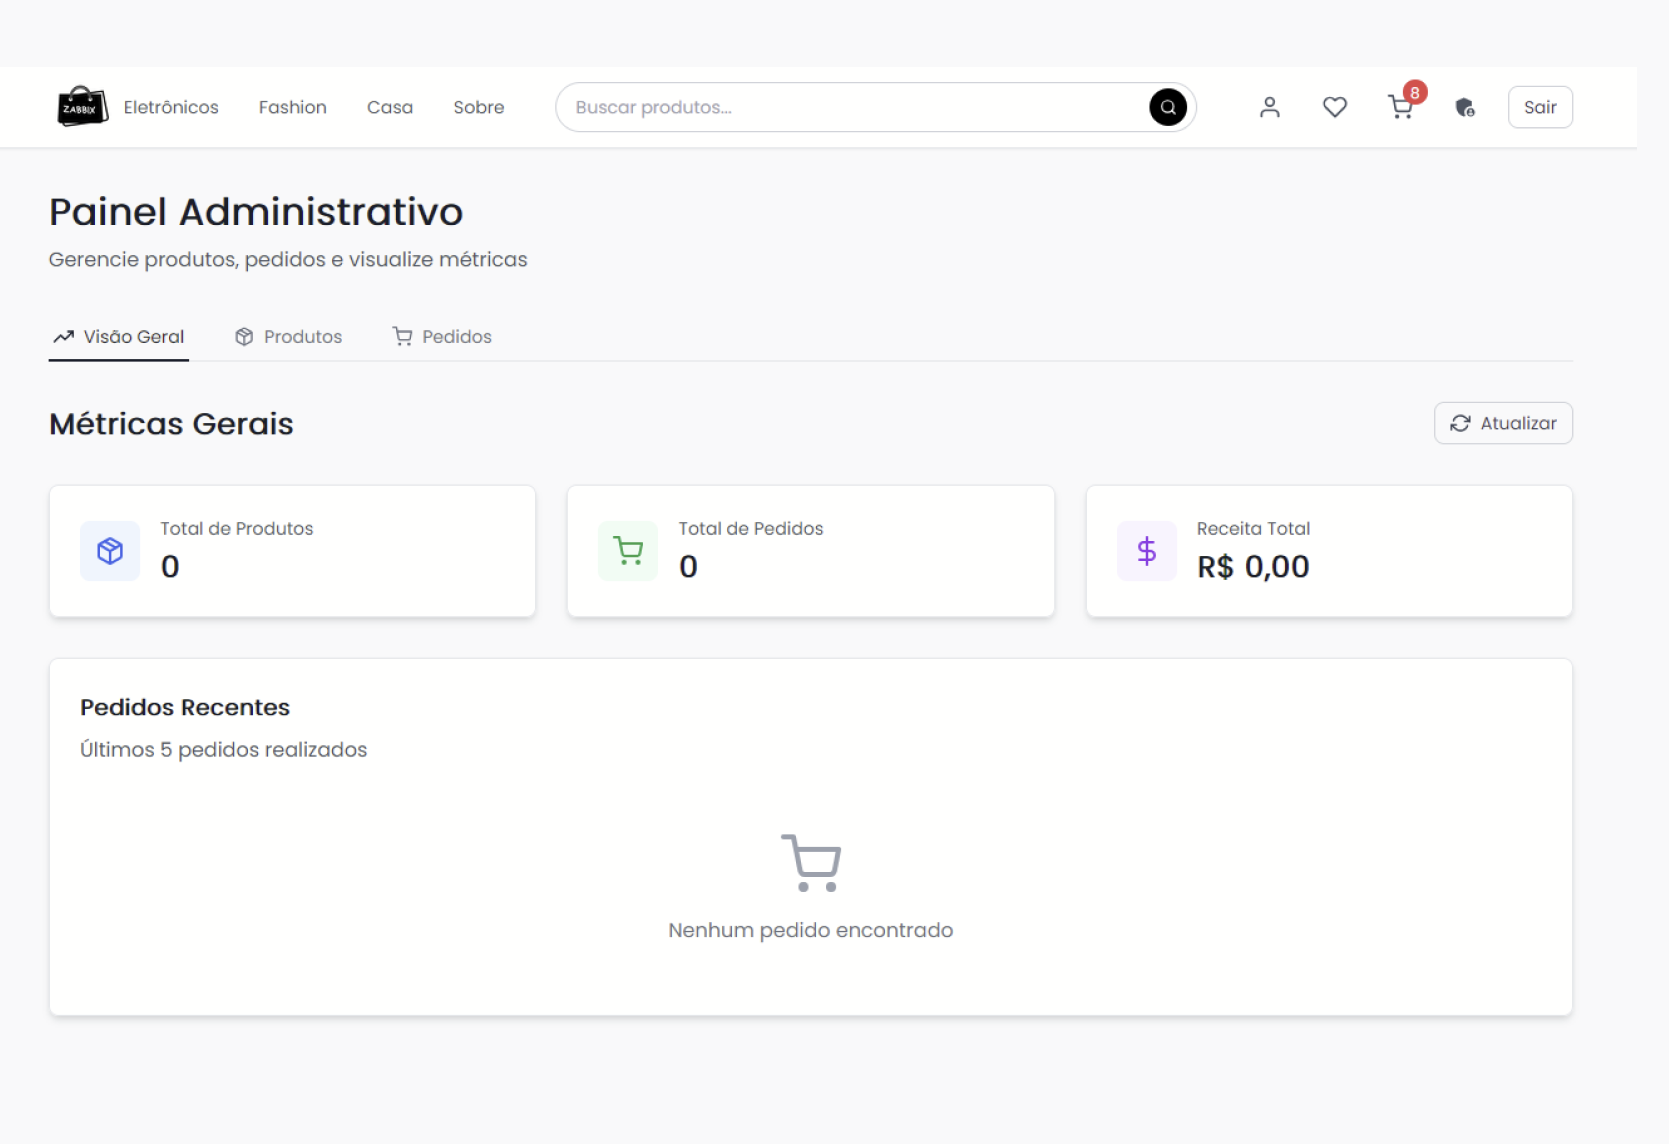 ZABBIX
Eletrônicos Fashion Casa Sobre Buscar produtos... 8 Sair
Painel Administrativo
Gerencie produtos, pedidos e visualize métricas
Visão Geral Produtos Pedidos
Métricas Gerais Atualizar
Total de Produtos
0
Total de Pedidos
0
Receita Total
R$ 0,00
Pedidos Recentes
Últimos 5 pedidos realizados
Nenhum pedido encontrado